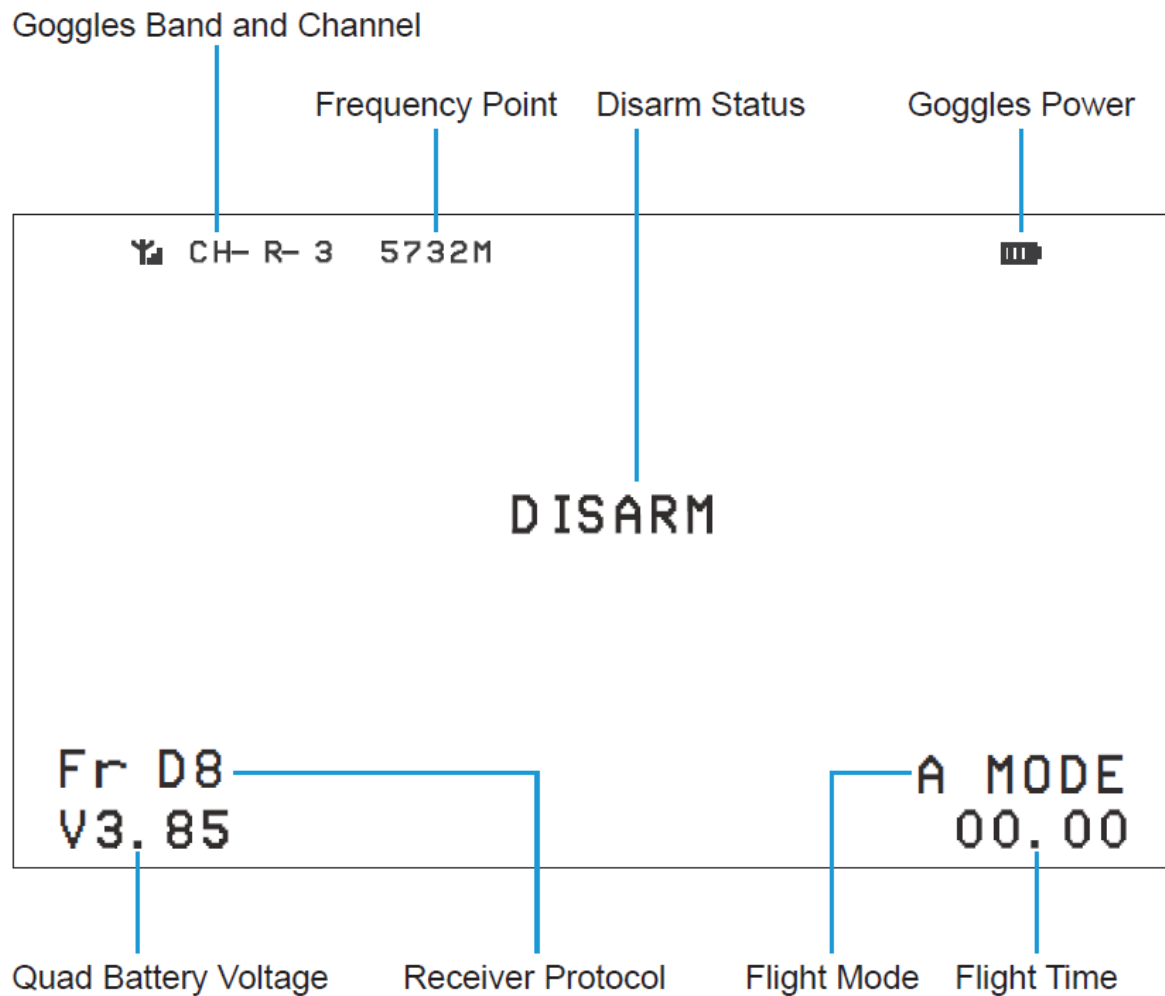 Goggles Band and Channel
Frequency Point Disarm Status Goggles Power
CH- R- 3 5732M
DISARM
Fr D8
A MODE
V3.85
00.00
Quad Battery Voltage Receiver Protocol Flight Mode Flight Time